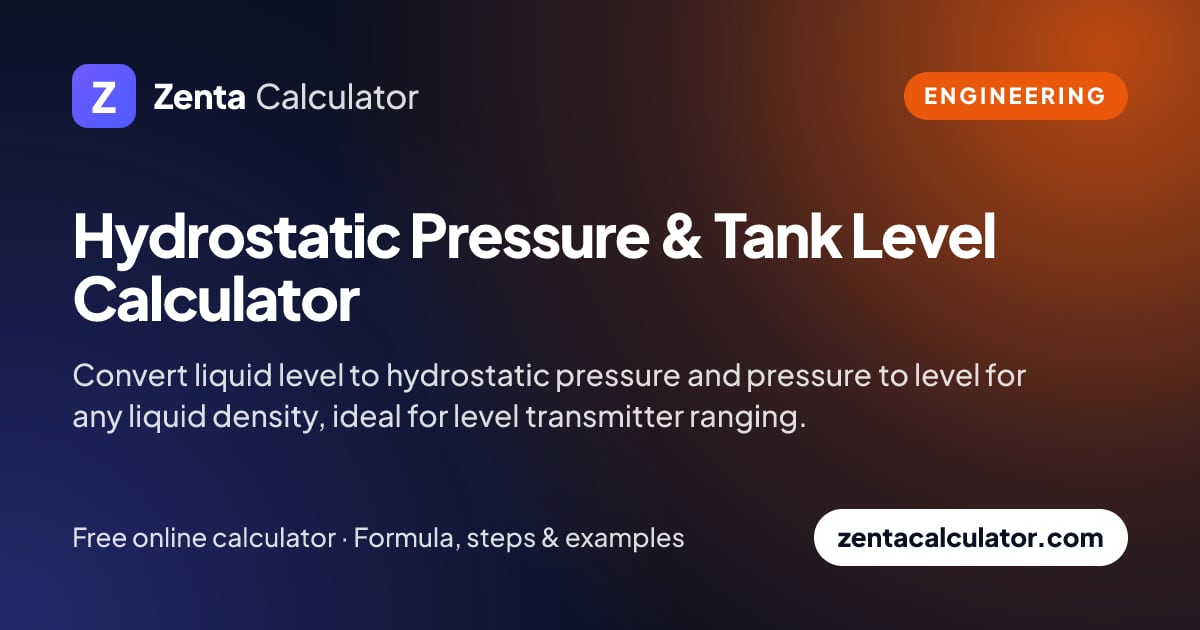 Z
Zenta Calculator
ENGINEERING
Hydrostatic Pressure & Tank Level
Calculator
Convert liquid level to hydrostatic pressure and pressure to level for
any liquid density, ideal for level transmitter ranging.
Free online calculator · Formula, steps & examples
zentacalculator.com